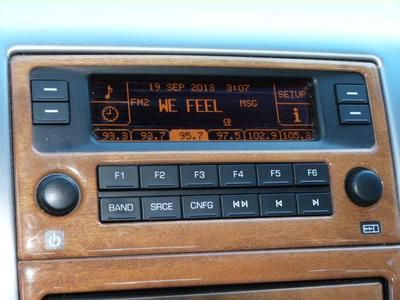 19 SEP 2013 3:07
SETUP
FM2 WE FEEL MSG
CD
i
93.3 93.7 95.7 97.5 102.9 105.3
F1 F2 F3 F4 F5 F6
BAND SRCE CNFG